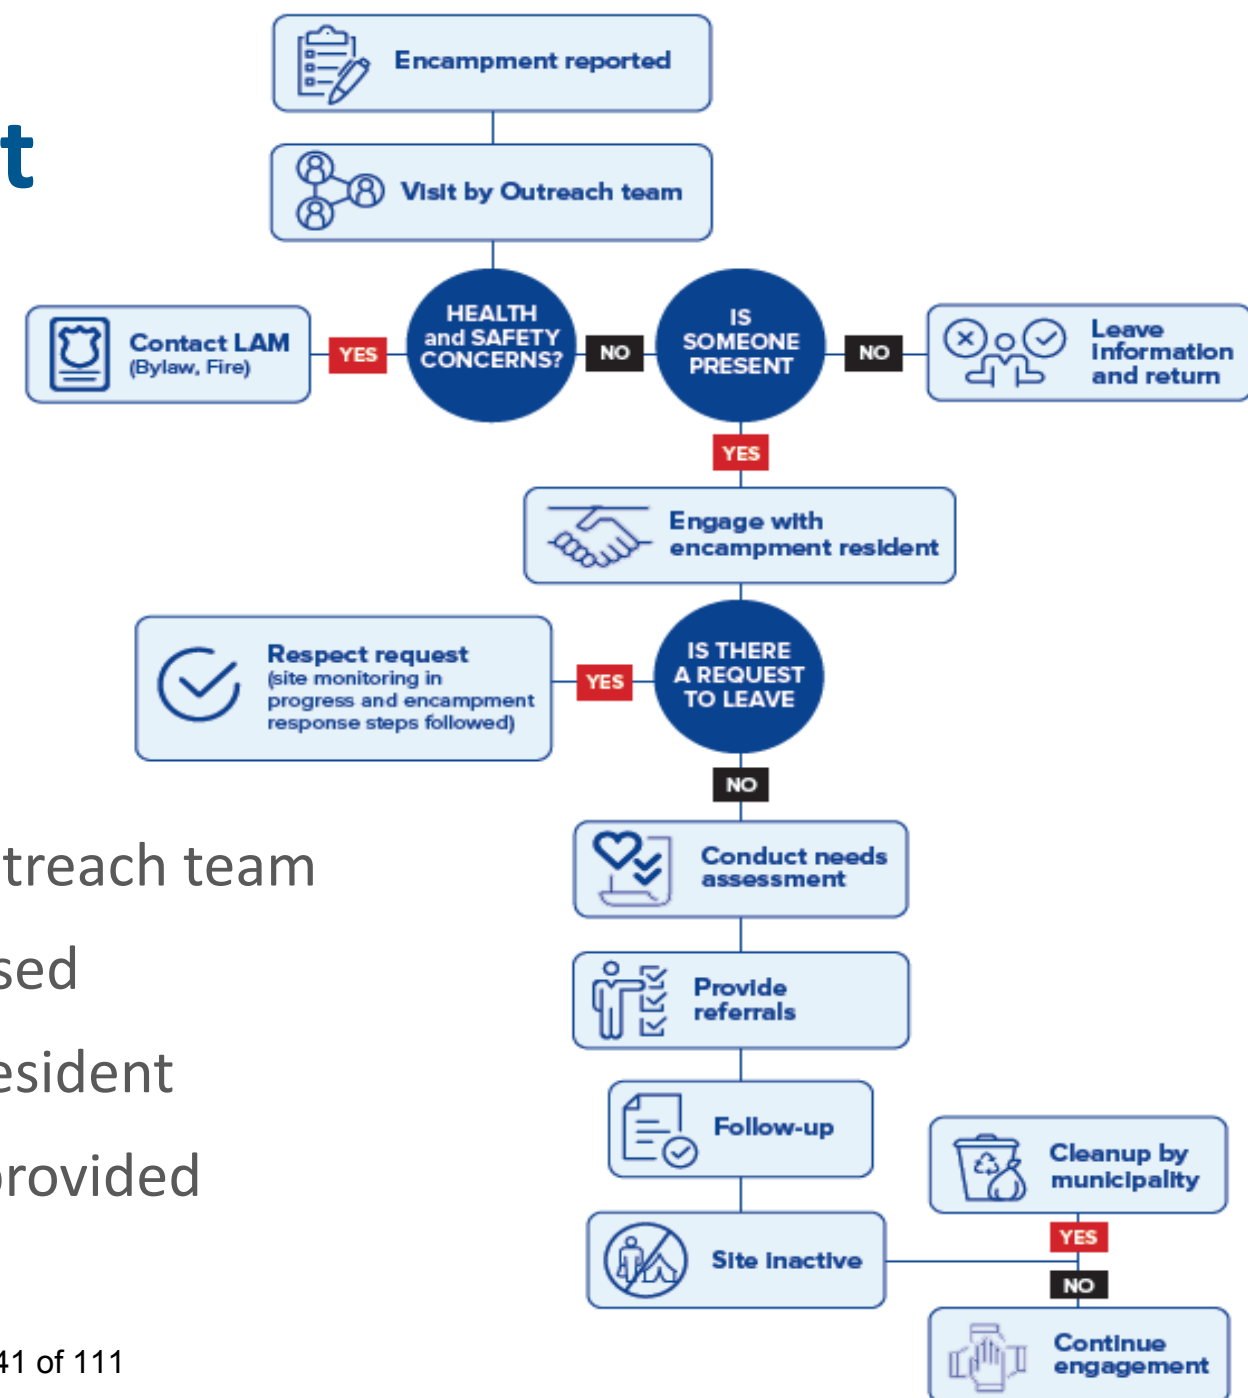 t
Encampment reported
Visit by Outreach team
HEALTH
and SAFETY
CONCERNS?
IS
SOMEONE
PRESENT
Contact LAM
(Bylaw, Fire)
YES
NO
NO
Leave
information
and return
YES
Engage with
encampment resident
IS THERE
A REQUEST
TO LEAVE
Respect request
(site monitoring in
progress and encampment
response steps followed)
YES
NO
Conduct needs
assessment
Provide
referrals
Follow-up
Site inactive
Cleanup by
municipality
YES
NO
Continue
engagement
treach team
sed
esident
provided
41 of 111